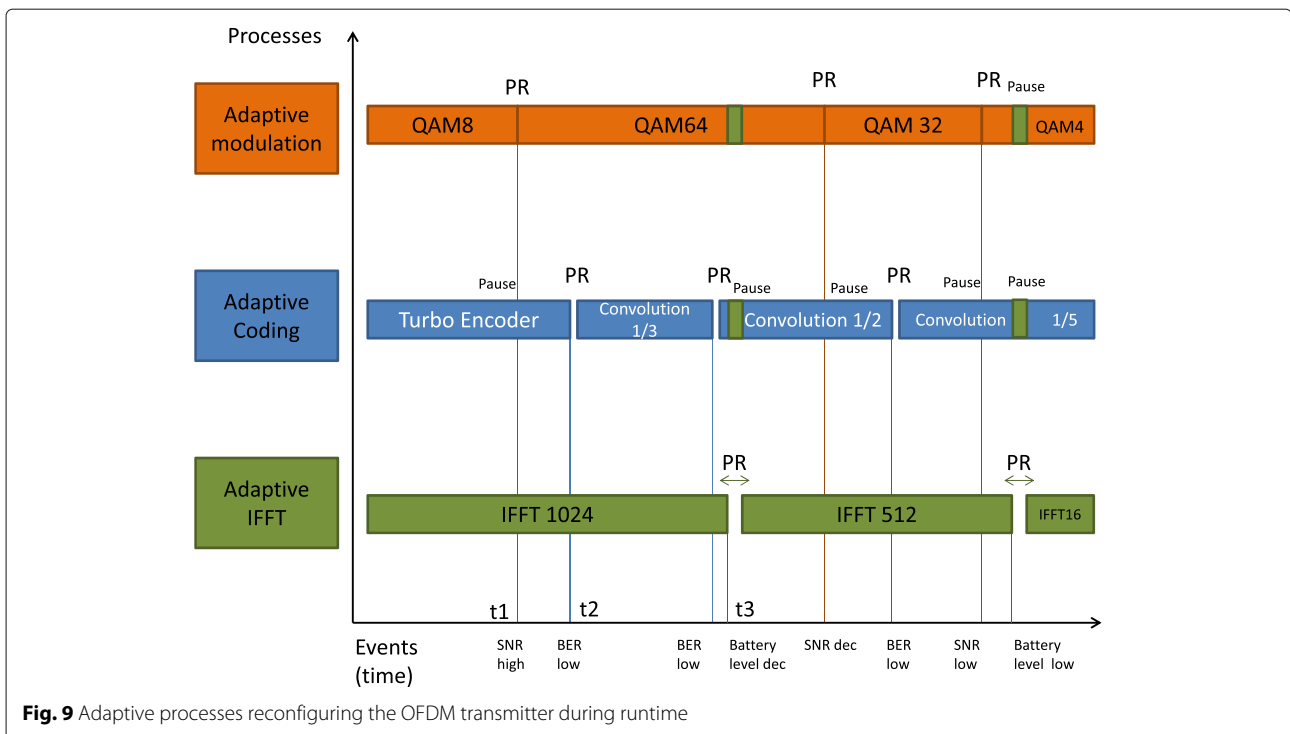 Processes
PR
PR
PR
Pause
Adaptive
modulation
QAM8
QAM64
QAM 32
QAM4
Pause
PR
PR
Pause
Pause
PR
Pause
Pause
Adaptive
Coding
Turbo Encoder
Convolution
1/3
Convolution 1/2
Convolution
1/5
PR
PR
Adaptive
IFFT
IFFT 1024
IFFT 512
IFFT16
t1
t2
t3
Events
(time)
SNR
high
BER
low
BER
low
Battery
level dec
SNR dec
BER
low
SNR
low
Battery
level low
Fig. 9 Adaptive processes reconfiguring the OFDM transmitter during runtime